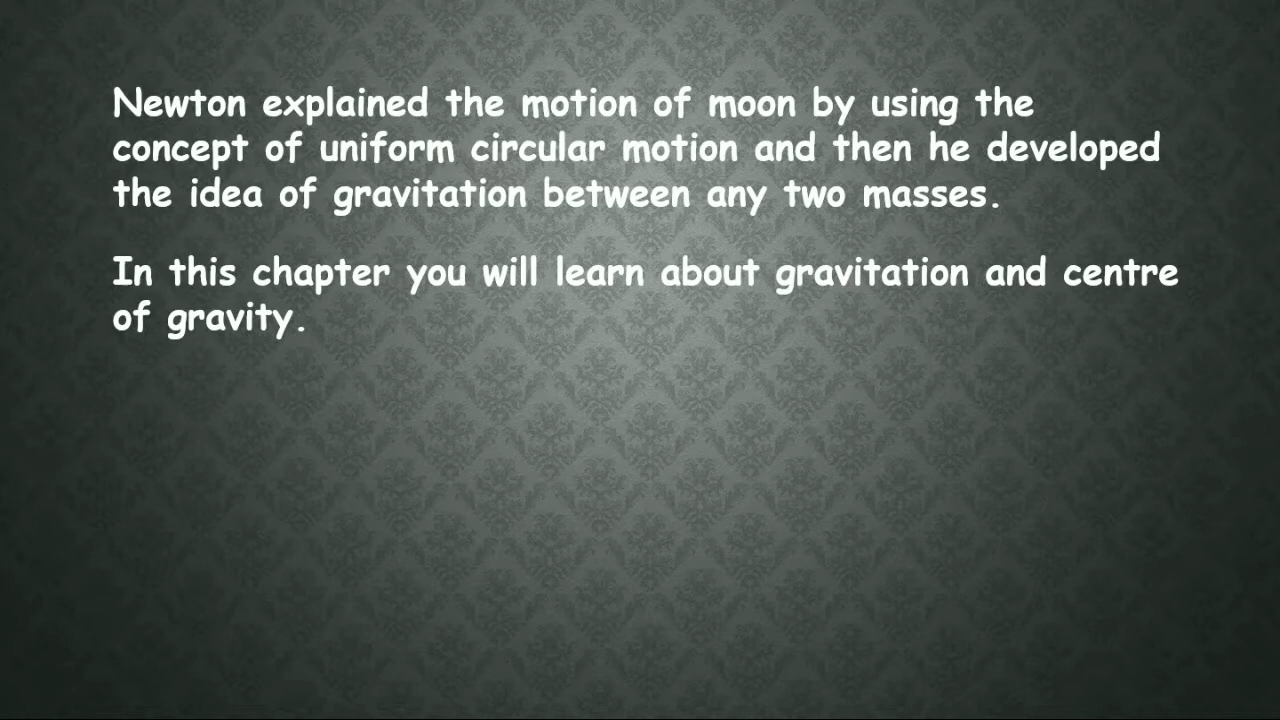 Newton explained the motion of moon by using the
concept of uniform circular motion and then he developed
the idea of gravitation between any two masses.
In this chapter you will learn about gravitation and centre
of gravity.